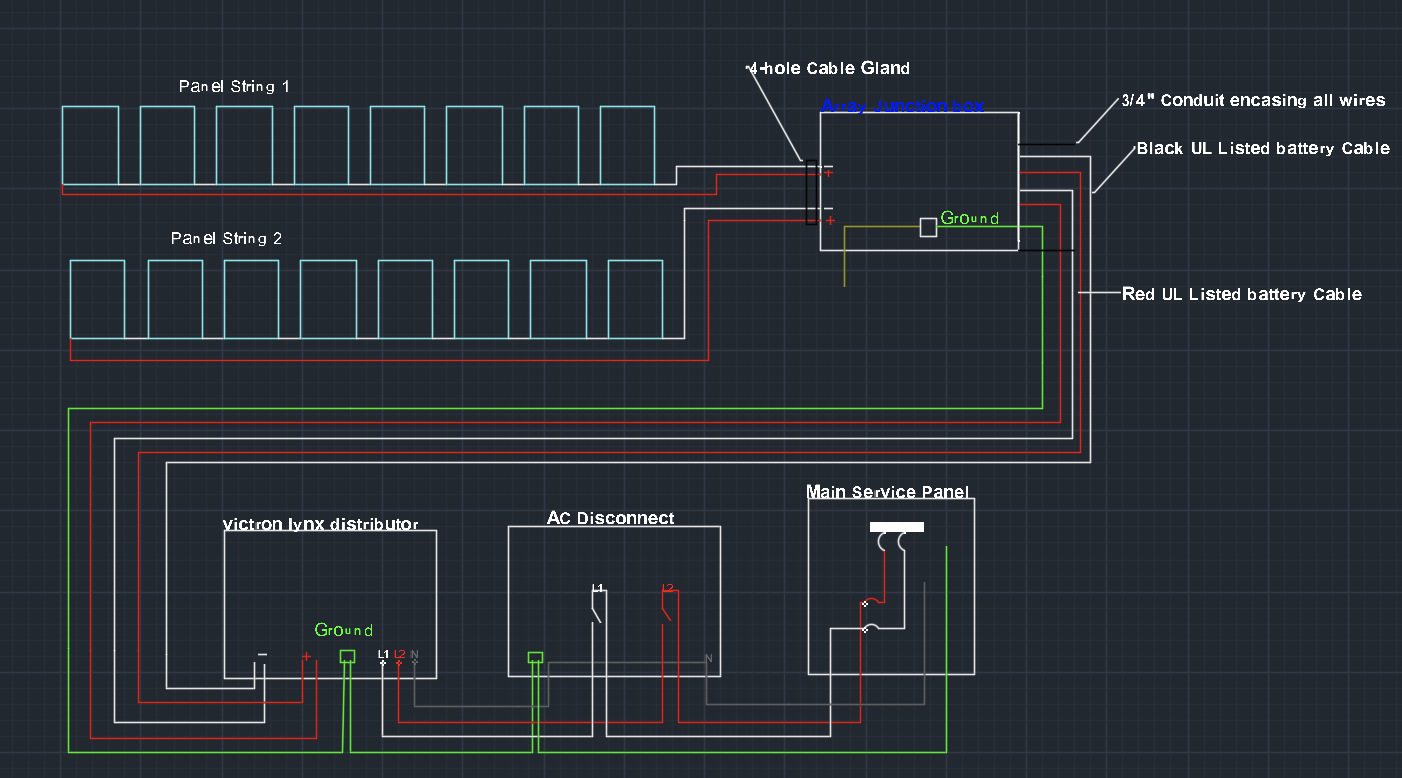 4-hole Cable Gland
Panel String 1
Array Junction box
3/4" Conduit encasing all wires
Black UL Listed battery Cable
+
Ground
+
Panel String 2
Red UL Listed battery Cable
Main Service Panel
victron lynx distributor
AC Disconnect
L1
L2
Ground
− + L1 L2 N
N